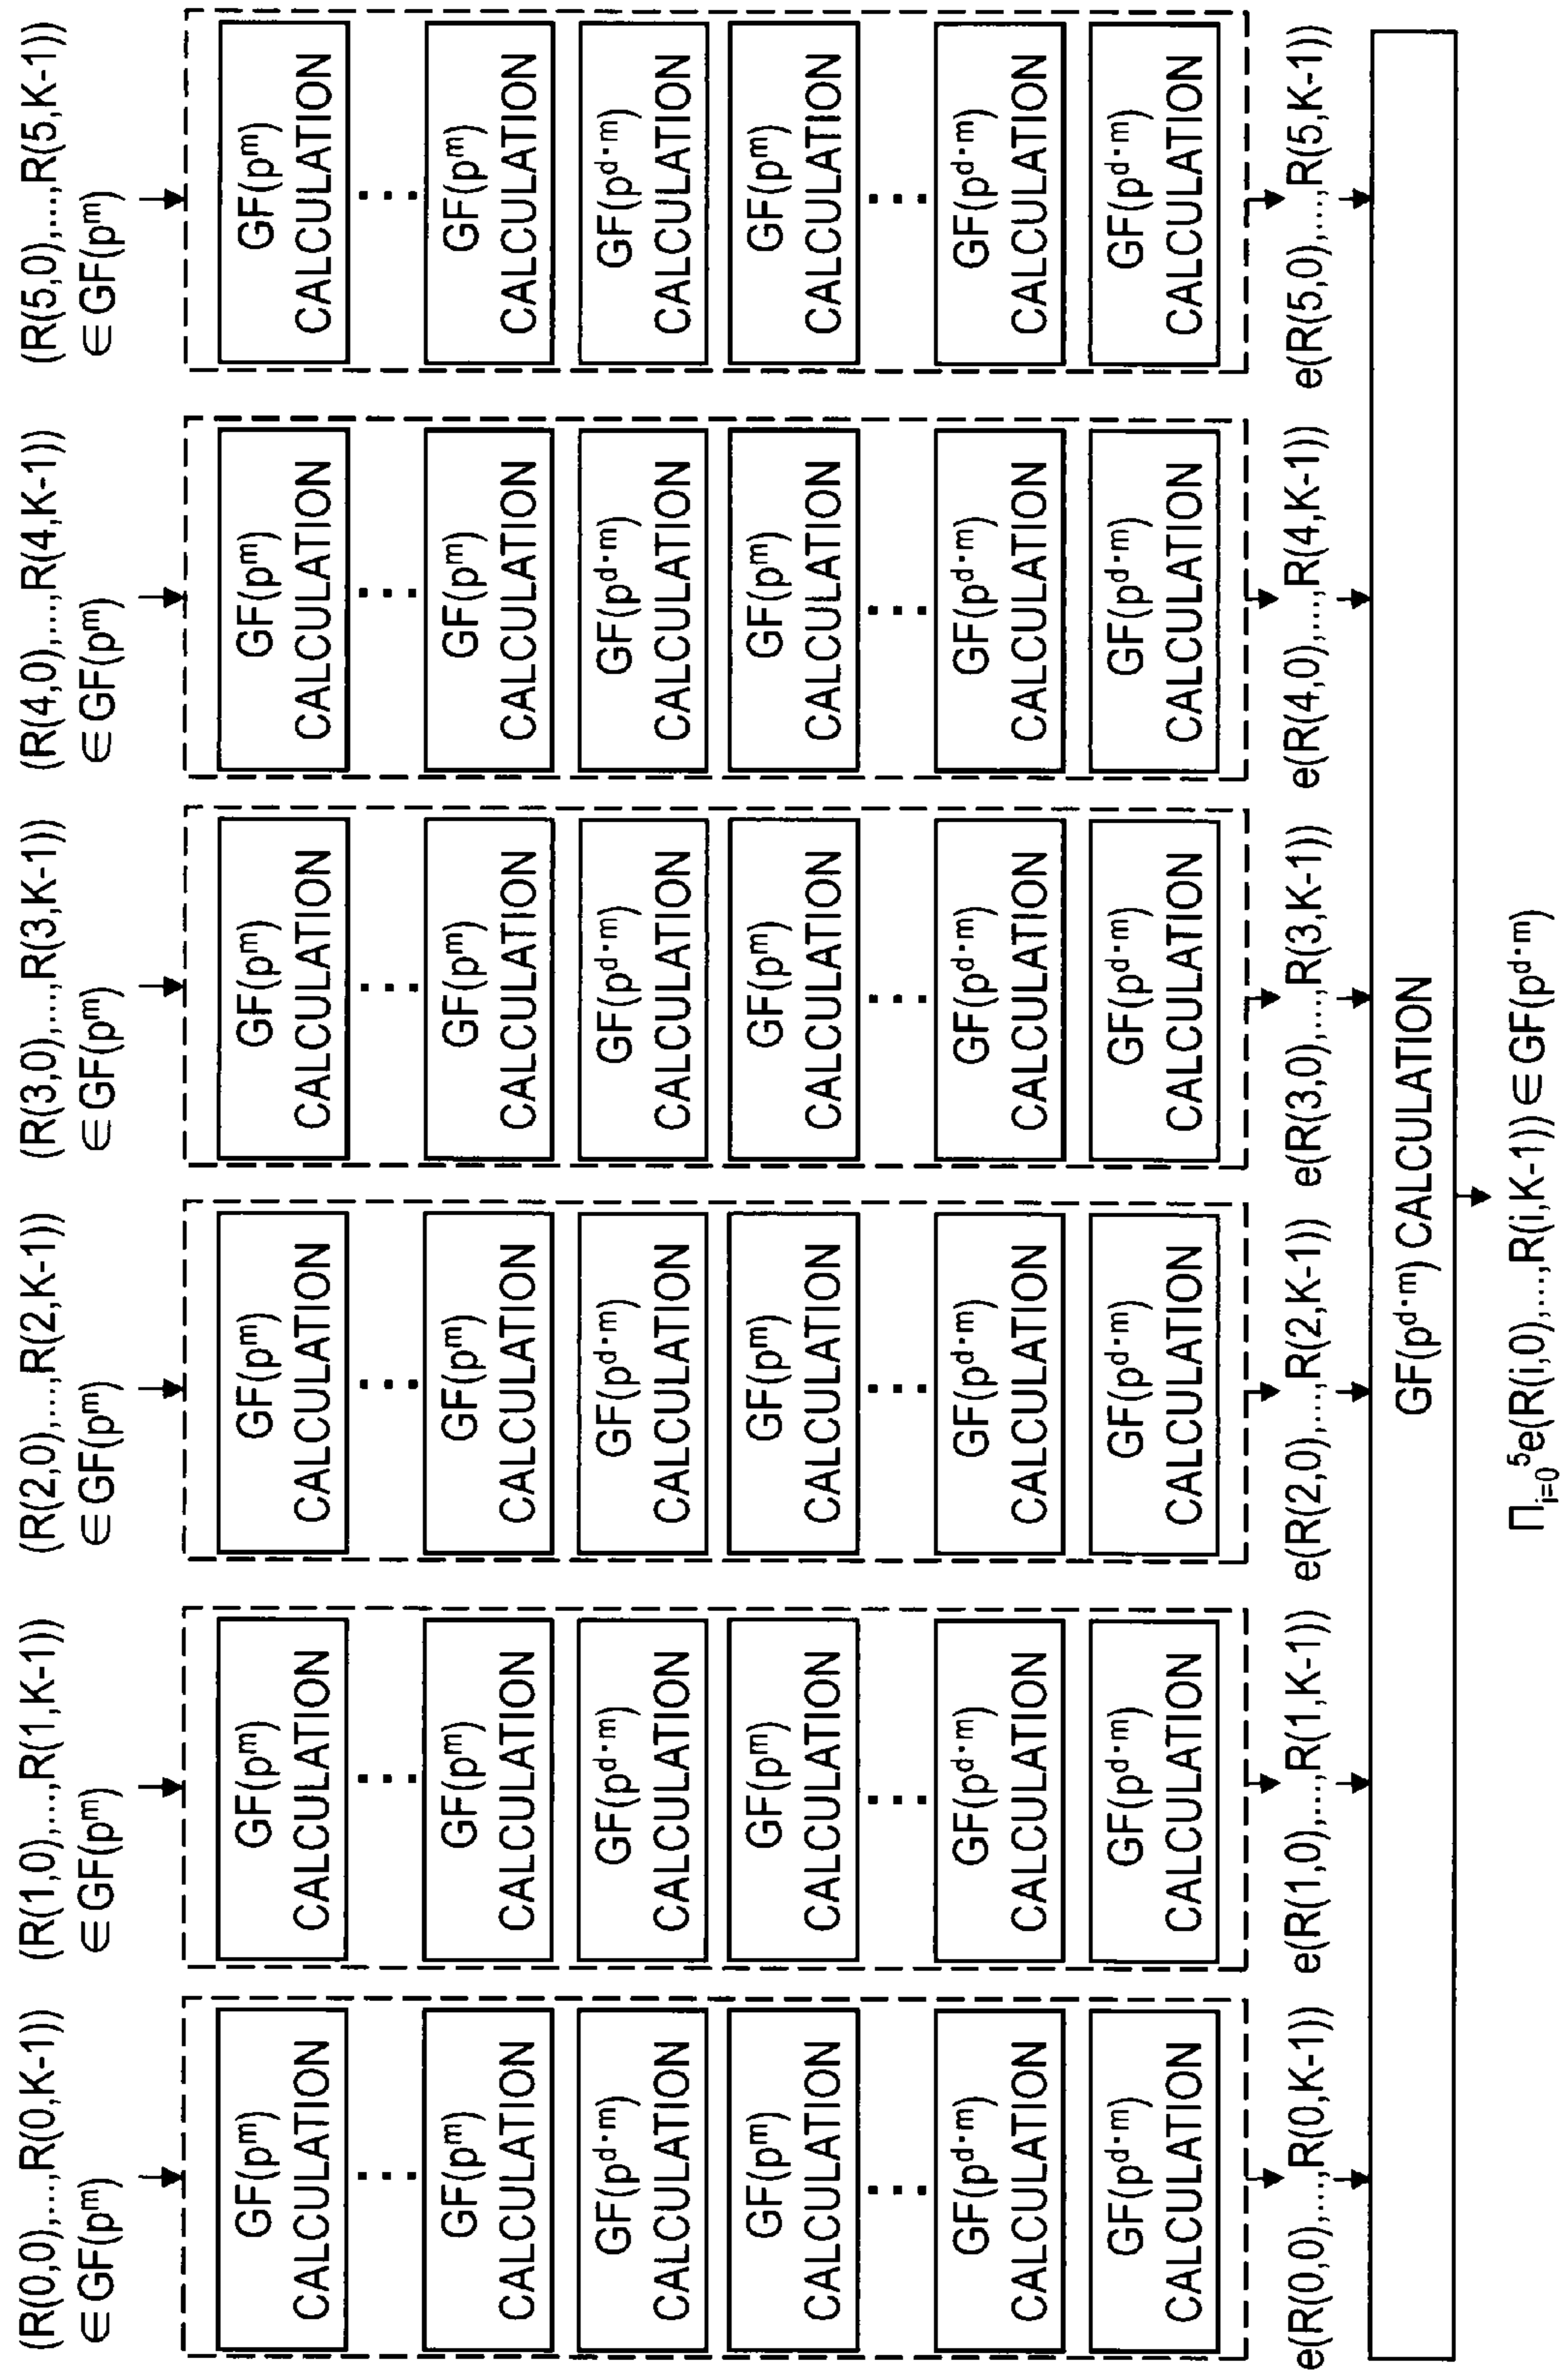 (R(0,0),...,R(0,K-1))
∈GF(p^m)
GF(p^m)
CALCULATION
...
GF(p^m)
CALCULATION
GF(p^d·m)
CALCULATION
GF(p^m)
CALCULATION
...
GF(p^d·m)
CALCULATION
GF(p^d·m)
CALCULATION
e(R(0,0),...,R(0,K-1))
(R(1,0),...,R(1,K-1))
∈GF(p^m)
GF(p^m)
CALCULATION
...
GF(p^m)
CALCULATION
GF(p^d·m)
CALCULATION
GF(p^m)
CALCULATION
...
GF(p^d·m)
CALCULATION
GF(p^d·m)
CALCULATION
e(R(1,0),...,R(1,K-1))
(R(2,0),...,R(2,K-1))
∈GF(p^m)
GF(p^m)
CALCULATION
...
GF(p^m)
CALCULATION
GF(p^d·m)
CALCULATION
GF(p^m)
CALCULATION
...
GF(p^d·m)
CALCULATION
GF(p^d·m)
CALCULATION
e(R(2,0),...,R(2,K-1))
(R(3,0),...,R(3,K-1))
∈GF(p^m)
GF(p^m)
CALCULATION
...
GF(p^m)
CALCULATION
GF(p^d·m)
CALCULATION
GF(p^m)
CALCULATION
...
GF(p^d·m)
CALCULATION
GF(p^d·m)
CALCULATION
e(R(3,0),...,R(3,K-1))
(R(4,0),...,R(4,K-1))
∈GF(p^m)
GF(p^m)
CALCULATION
...
GF(p^m)
CALCULATION
GF(p^d·m)
CALCULATION
GF(p^m)
CALCULATION
...
GF(p^d·m)
CALCULATION
GF(p^d·m)
CALCULATION
e(R(4,0),...,R(4,K-1))
(R(5,0),...,R(5,K-1))
∈GF(p^m)
GF(p^m)
CALCULATION
...
GF(p^m)
CALCULATION
GF(p^d·m)
CALCULATION
GF(p^m)
CALCULATION
...
GF(p^d·m)
CALCULATION
GF(p^d·m)
CALCULATION
e(R(5,0),...,R(5,K-1))
GF(p^d·m) CALCULATION
Π_i=0^5 e(R(i,0),...,R(i,K-1))∈GF(p^d·m)